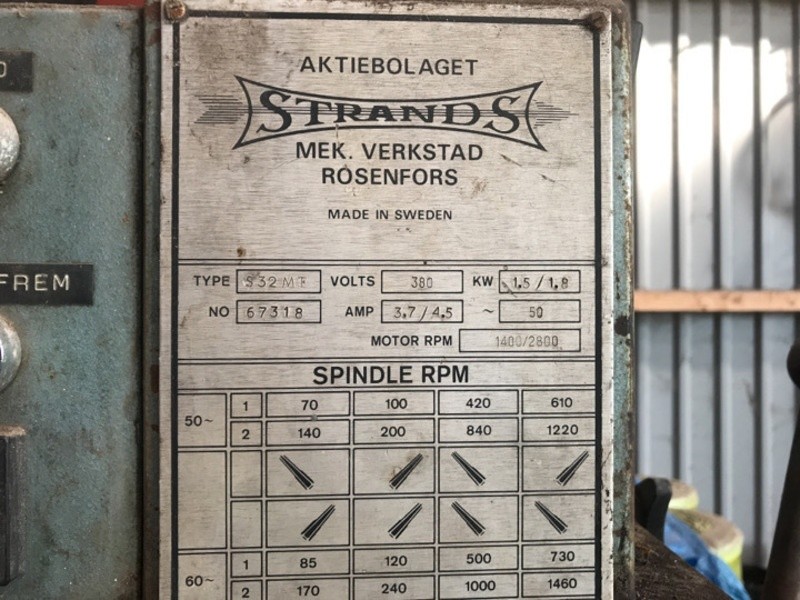 AKTIEBOLAGET
STRANDS
MEK. VERKSTAD
ROSENFORS
MADE IN SWEDEN
FREM
TYPE S32MT VOLTS 380 KW 1.5/1.8
NO 67318 AMP 3.7/4.5 ~ 50
MOTOR RPM 1400/2800
SPINDLE RPM
50~ 1 70 100 420 610
2 140 200 840 1220
60~ 1 85 120 500 730
2 170 240 1000 1460